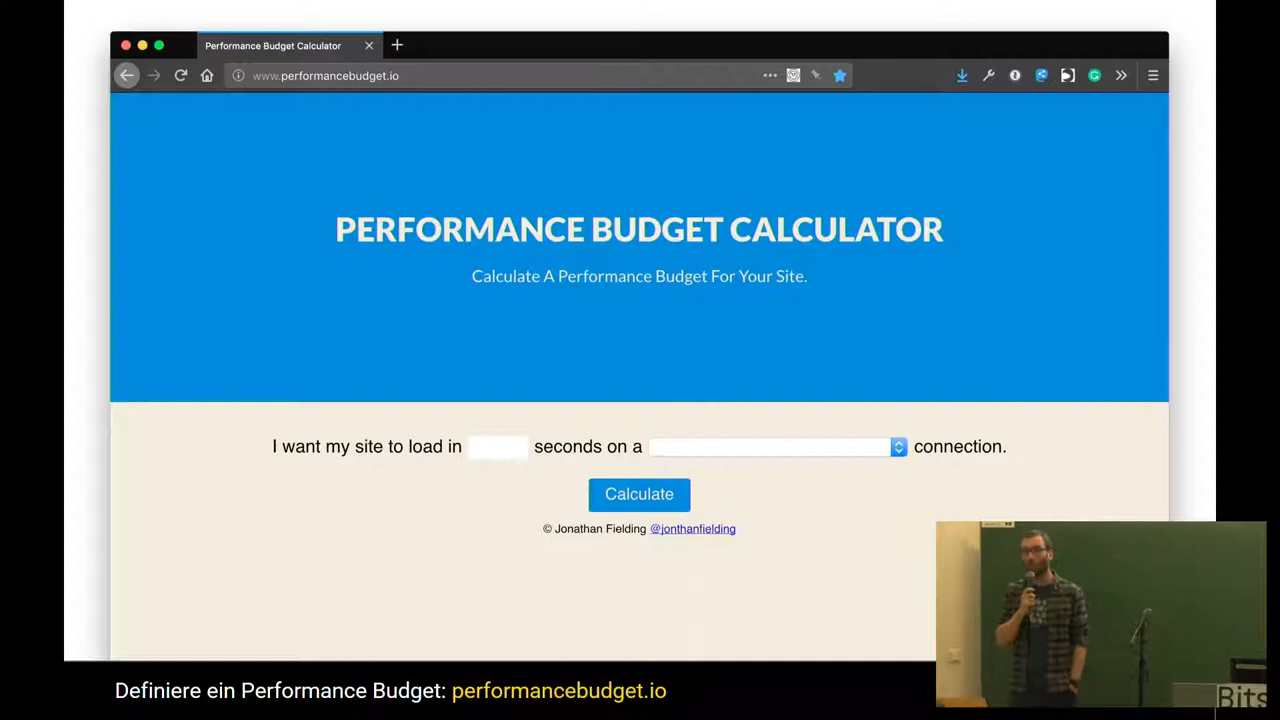 Performance Budget Calculator
www.performancebudget.io
PERFORMANCE BUDGET CALCULATOR
Calculate A Performance Budget For Your Site.
I want my site to load in seconds on a connection.
Calculate
© Jonathan Fielding @jonthanfielding
Definiere ein Performance Budget: performancebudget.io
Bits